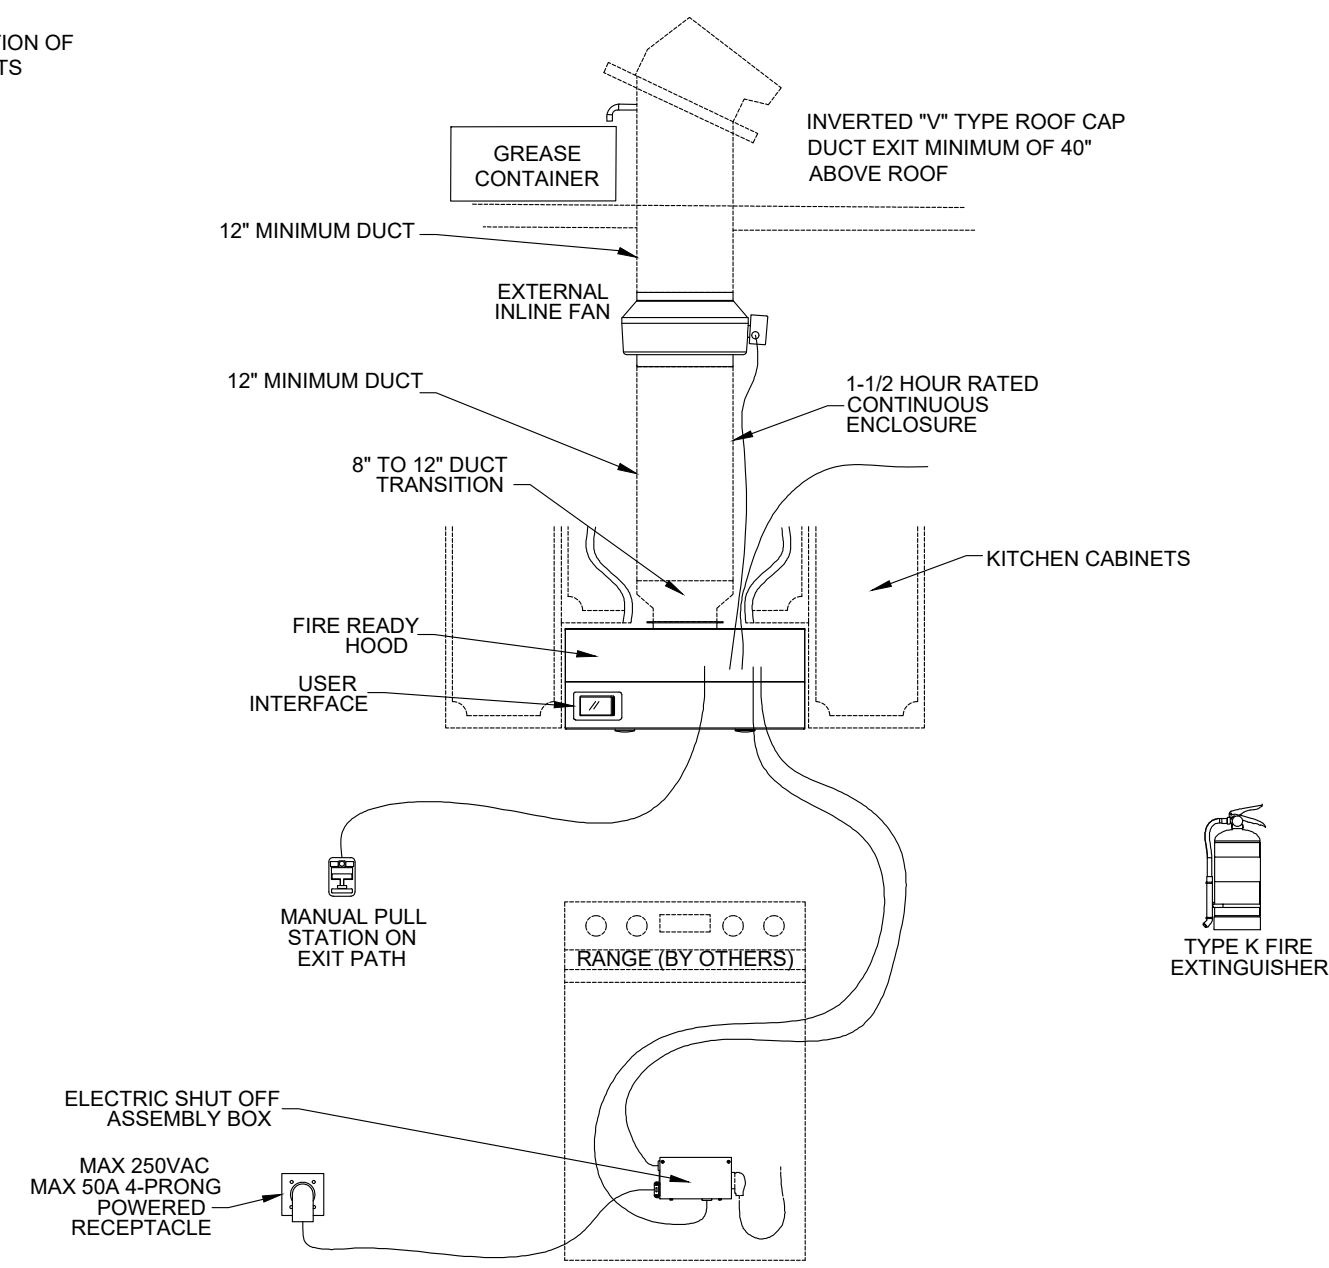 TION OF
TS
GREASE
CONTAINER
INVERTED "V" TYPE ROOF CAP
DUCT EXIT MINIMUM OF 40"
ABOVE ROOF
12" MINIMUM DUCT
EXTERNAL
INLINE FAN
12" MINIMUM DUCT
1-1/2 HOUR RATED
CONTINUOUS
ENCLOSURE
8" TO 12" DUCT
TRANSITION
KITCHEN CABINETS
FIRE READY
HOOD
USER
INTERFACE
MANUAL PULL
STATION ON
EXIT PATH
RANGE (BY OTHERS)
TYPE K FIRE
EXTINGUISHER
ELECTRIC SHUT OFF
ASSEMBLY BOX
MAX 250VAC
MAX 50A 4-PRONG
POWERED
RECEPTACLE